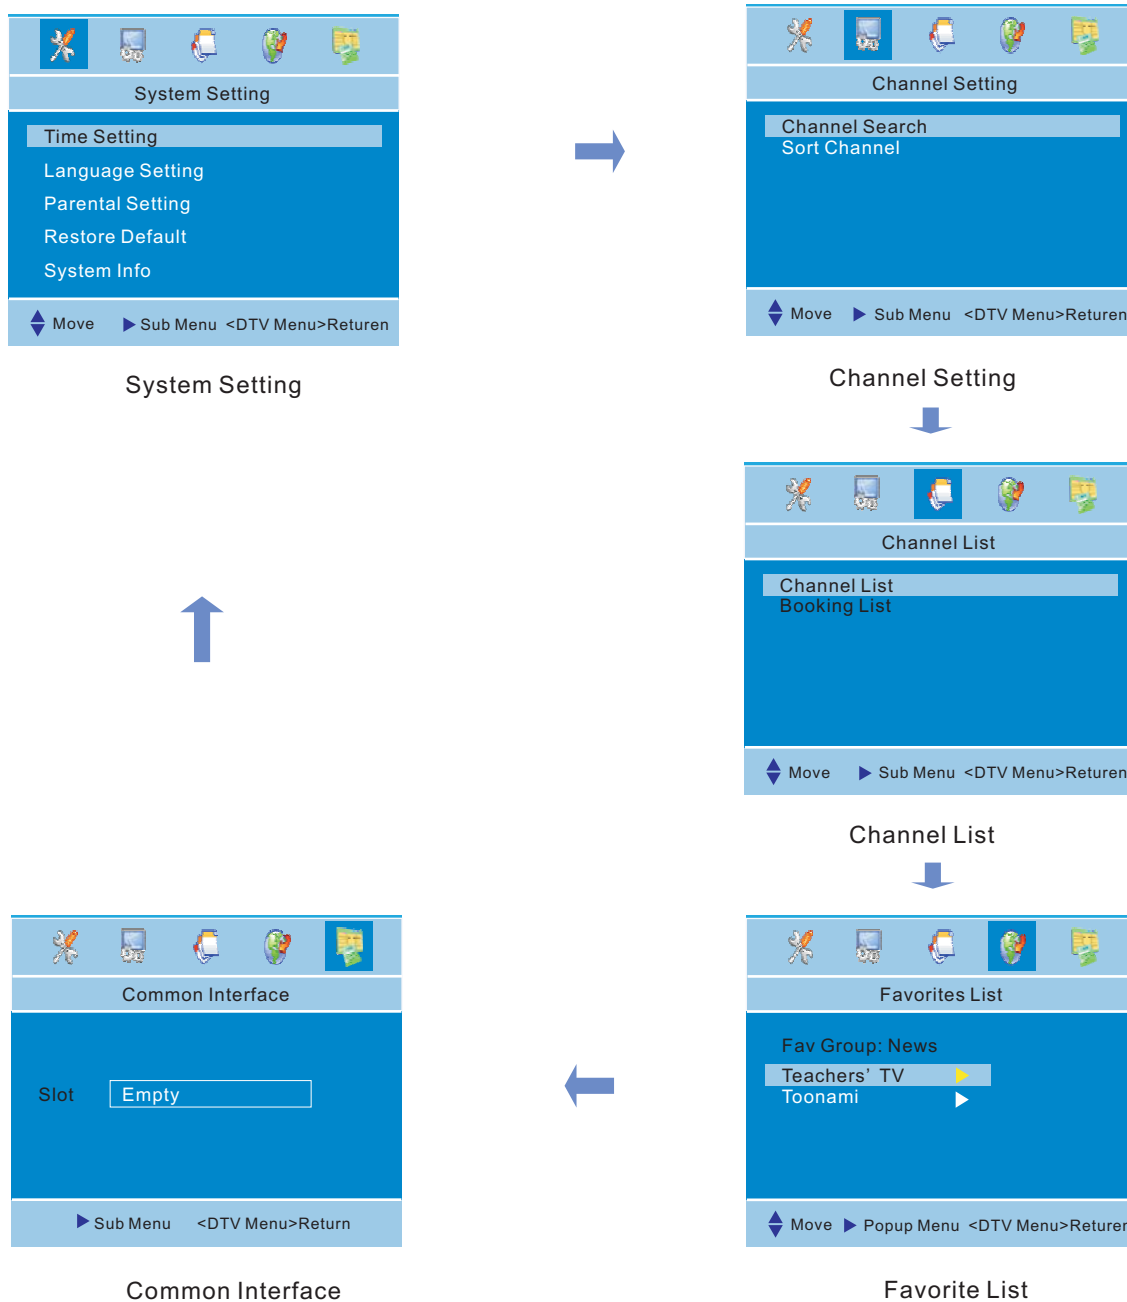 System Setting
Time Setting
Language Setting
Parental Setting
Restore Default
System Info
Move Sub Menu <DTV Menu>Returen
System Setting
Channel Setting
Channel Search
Sort Channel
Move Sub Menu <DTV Menu>Returen
Channel Setting
Channel List
Channel List
Booking List
Move Sub Menu <DTV Menu>Returen
Channel List
Favorites List
Fav Group: News
Teachers' TV
Toonami
Move Popup Menu <DTV Menu>Returen
Favorite List
Common Interface
Slot Empty
Sub Menu <DTV Menu>Return
Common Interface